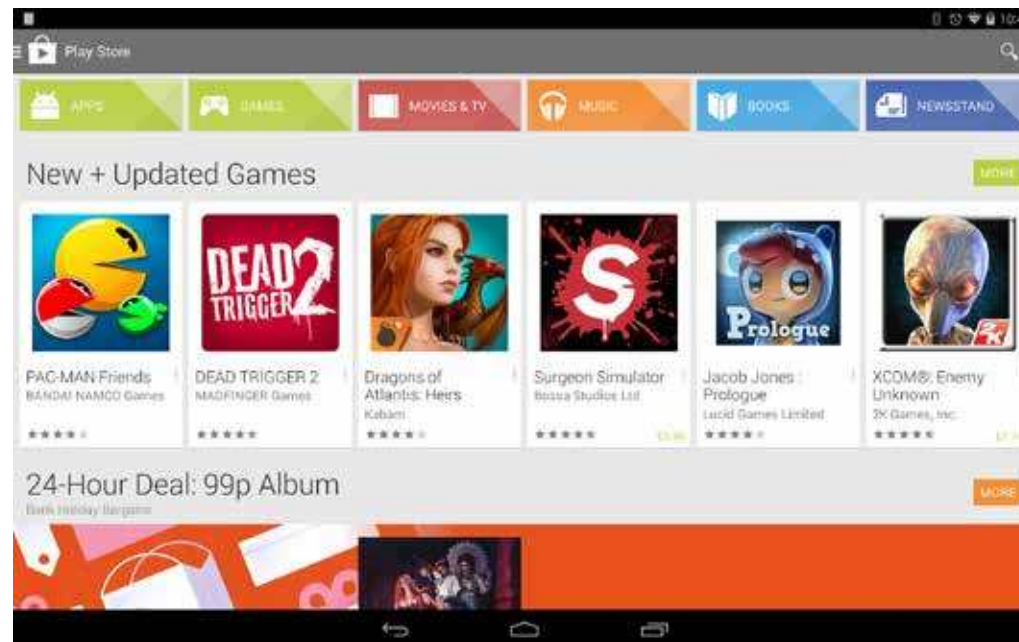 Play Store
APPS
GAMES
MOVIES & TV
MUSIC
BOOKS
NEWSSTAND
New + Updated Games
MORE
DEAD
TRIGGER 2
S
Prologue
2K
PAC-MAN Friends
BANDAI NAMCO Games
DEAD TRIGGER 2
MADFINGER Games
Dragons of
Atlantis: Heirs
Kabam
Surgeon Simulator
Bossa Studios Ltd
Jacob Jones :
Prologue
Lucid Games Limited
XCOM®: Enemy
Unknown
2K Games, Inc.
24-Hour Deal: 99p Album
Bank Holiday Bargains
MORE